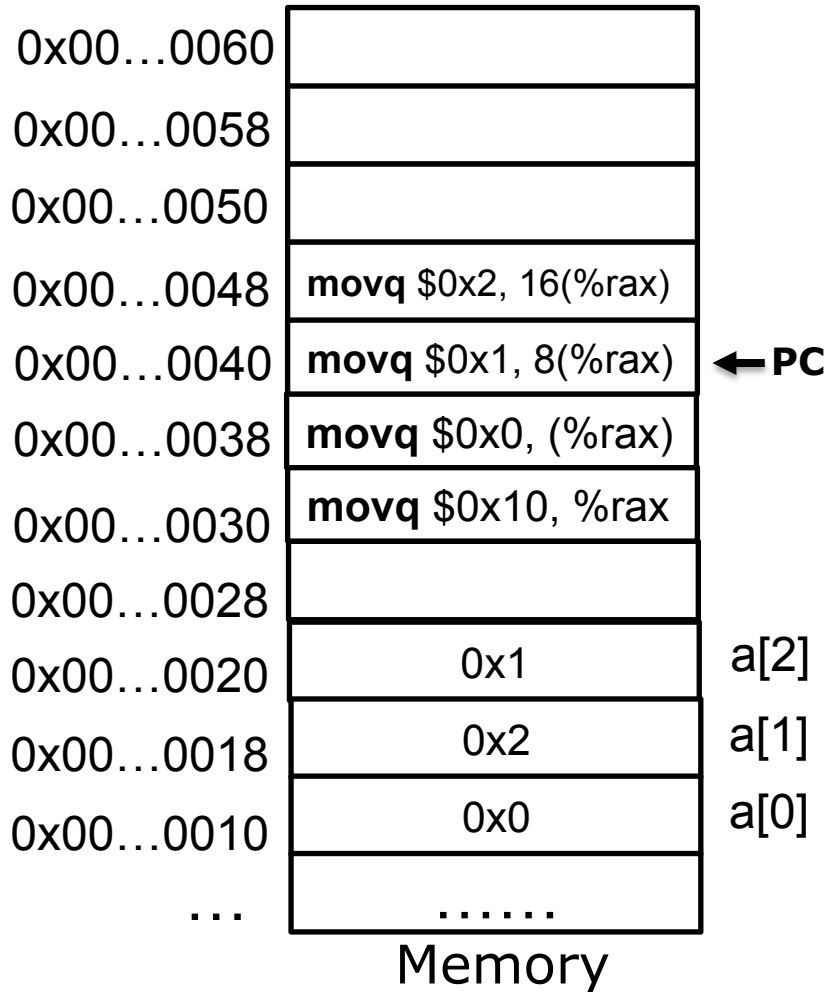 0x00…0060
0x00…0058
0x00…0050
0x00…0048 movq $0x2, 16(%rax)
0x00…0040 movq $0x1, 8(%rax) PC
0x00…0038 movq $0x0, (%rax)
0x00…0030 movq $0x10, %rax
0x00…0028
0x00…0020 0x1 a[2]
0x00…0018 0x2 a[1]
0x00…0010 0x0 a[0]
… ……
Memory